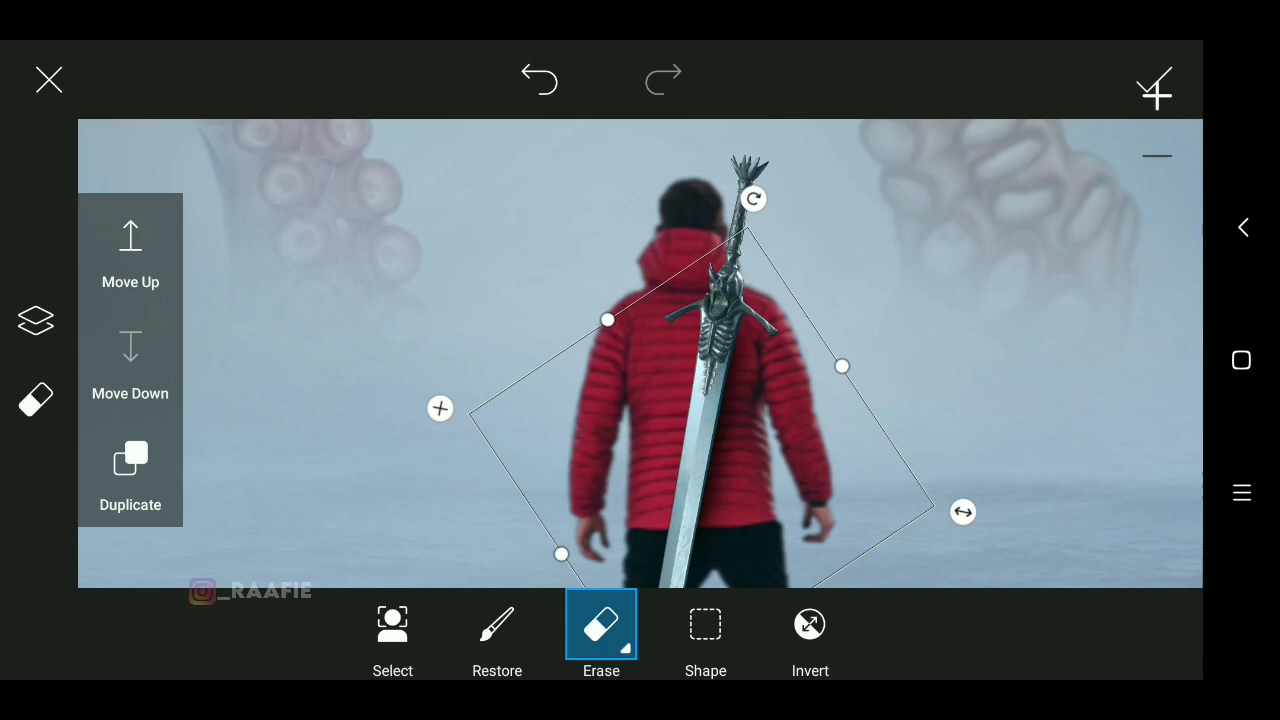 Move Up
Move Down
Duplicate
_RAAFIE
Select
Restore
Erase
Shape
Invert